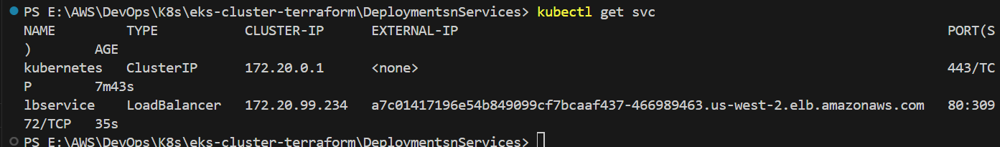 PS E:\AWS\DevOps\K8s\eks-cluster-terraform\DeploymentsnServices> kubectl get svc
NAME         TYPE           CLUSTER-IP      EXTERNAL-IP                                                              PORT(S
)        AGE
kubernetes   ClusterIP      172.20.0.1      <none>                                                                   443/TC
P        7m43s
lbservice    LoadBalancer   172.20.99.234   a7c01417196e54b849099cf7bcaaf437-466989463.us-west-2.elb.amazonaws.com   80:309
72/TCP   35s
PS E:\AWS\DevOps\K8s\eks-cluster-terraform\DeploymentsnServices>